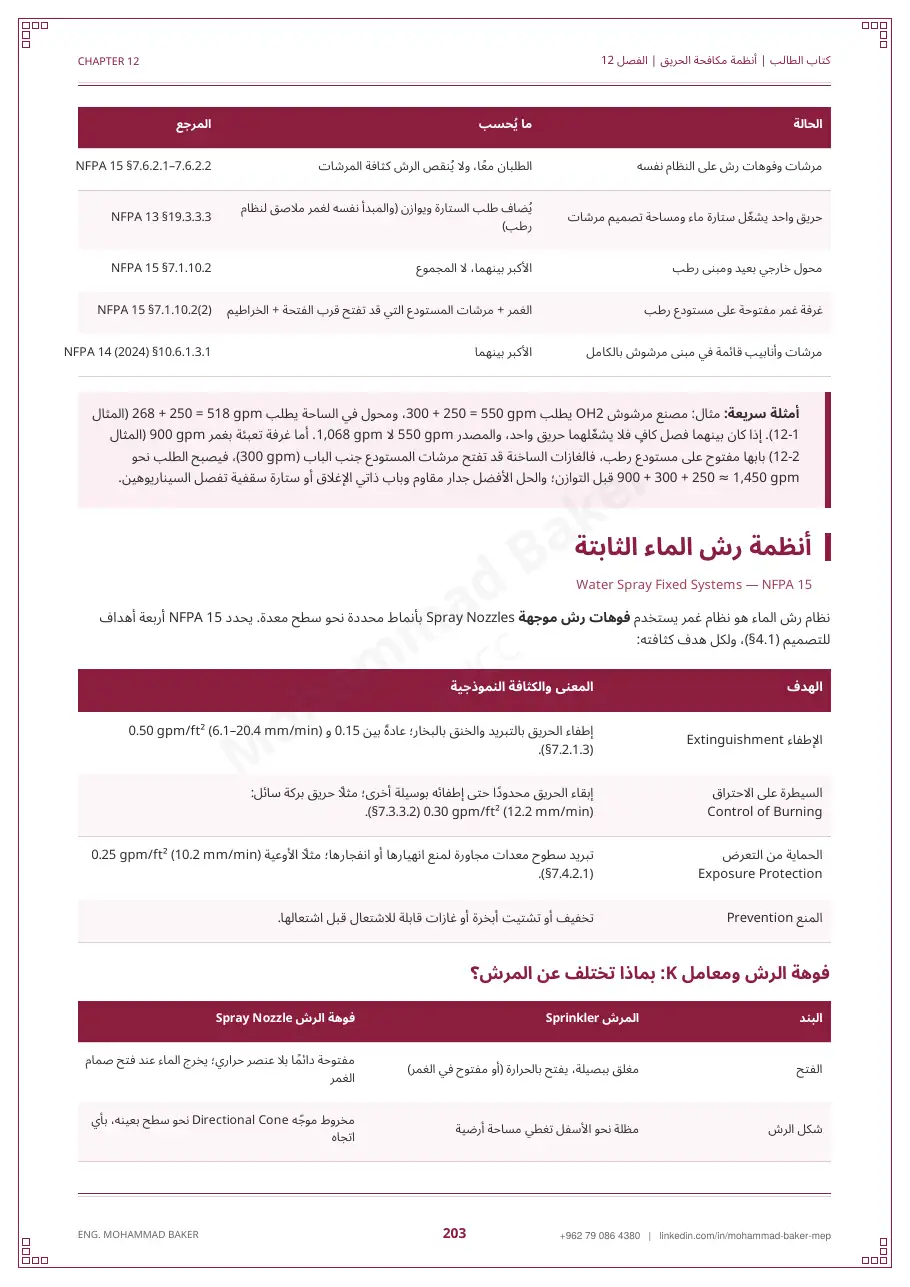 كتاب الطالب | أنظمة مكافحة الحريق | الفصل 12
CHAPTER 12
الحالة
ما يُحسب
المرجع
مرشات وفوهات رش على النظام نفسه
الطلبان معًا، ولا يُنقص الرش كثافة المرشات
NFPA 15 §7.6.2.1–7.6.2.2
حريق واحد يشغّل ستارة ماء ومساحة تصميم مرشات
يُضاف طلب الستارة ويوازن (والمبدأ نفسه لغمر ملاصق لنظام
رطب)
NFPA 13 §19.3.3.3
محول خارجي بعيد ومبنى رطب
الأكبر بينهما، لا المجموع
NFPA 15 §7.1.10.2
غرفة غمر مفتوحة على مستودع رطب
الغمر + مرشات المستودع التي قد تفتح قرب الفتحة + الخراطيم
NFPA 15 §7.1.10.2(2)
مرشات وأنابيب قائمة في مبنى مرشوش بالكامل
الأكبر بينهما
NFPA 14 (2024) §10.6.1.3.1
أمثلة سريعة: مثال: مصنع مرشوش OH2 يطلب 300 + 250 = 550 gpm، ومحول في الساحة يطلب 268 + 250 = 518 gpm (المثال
12-1). إذا كان بينهما فصل كافٍ فلا يشغّلهما حريق واحد، والمصدر 550 gpm لا 1,068 gpm. أما غرفة تعبئة بغمر 900 gpm (المثال
12-2) بابها مفتوح على مستودع رطب، فالغازات الساخنة قد تفتح مرشات المستودع جنب الباب (300 gpm)، فيصبح الطلب نحو
900 + 300 + 250 ≈ 1,450 gpm قبل التوازن؛ والحل الأفضل جدار مقاوم وباب ذاتي الإغلاق أو ستارة سقفية تفصل السيناريوهين.
أنظمة رش الماء الثابتة
Water Spray Fixed Systems — NFPA 15
نظام رش الماء هو نظام غمر يستخدم فوهات رش موجهة Spray Nozzles بأنماط محددة نحو سطح معدة. يحدد NFPA 15 أربعة أهداف
للتصميم (§4.1)، ولكل هدف كثافته:
الهدف
المعنى والكثافة النموذجية
الإطفاء Extinguishment
إطفاء الحريق بالتبريد والخنق بالبخار؛ عادةً بين 0.15 و 0.50 gpm/ft² (6.1–20.4 mm/min)
(§7.2.1.3).
السيطرة على الاحتراق
Control of Burning
إبقاء الحريق محدودًا حتى إطفائه بوسيلة أخرى؛ مثلًا حريق بركة سائل:
0.30 gpm/ft² (12.2 mm/min) (§7.3.3.2).
الحماية من التعرض
Exposure Protection
تبريد سطوح معدات مجاورة لمنع انهيارها أو انفجارها؛ مثلًا الأوعية 0.25 gpm/ft² (10.2 mm/min)
(§7.4.2.1).
المنع Prevention
تخفيف أو تشتيت أبخرة أو غازات قابلة للاشتعال قبل اشتعالها.
فوهة الرش ومعامل K: بماذا تختلف عن المرش؟
البند
المرش Sprinkler
فوهة الرش Spray Nozzle
الفتح
مغلق ببصيلة، يفتح بالحرارة (أو مفتوح في الغمر)
مفتوحة دائمًا بلا عنصر حراري؛ يخرج الماء عند فتح صمام
الغمر
شكل الرش
مظلة نحو الأسفل تغطي مساحة أرضية
مخروط موجّه Directional Cone نحو سطح بعينه، بأي
اتجاه
ENG. MOHAMMAD BAKER
203
+962 79 086 4380 | linkedin.com/in/mohammad-baker-mep
Mohammad Baker